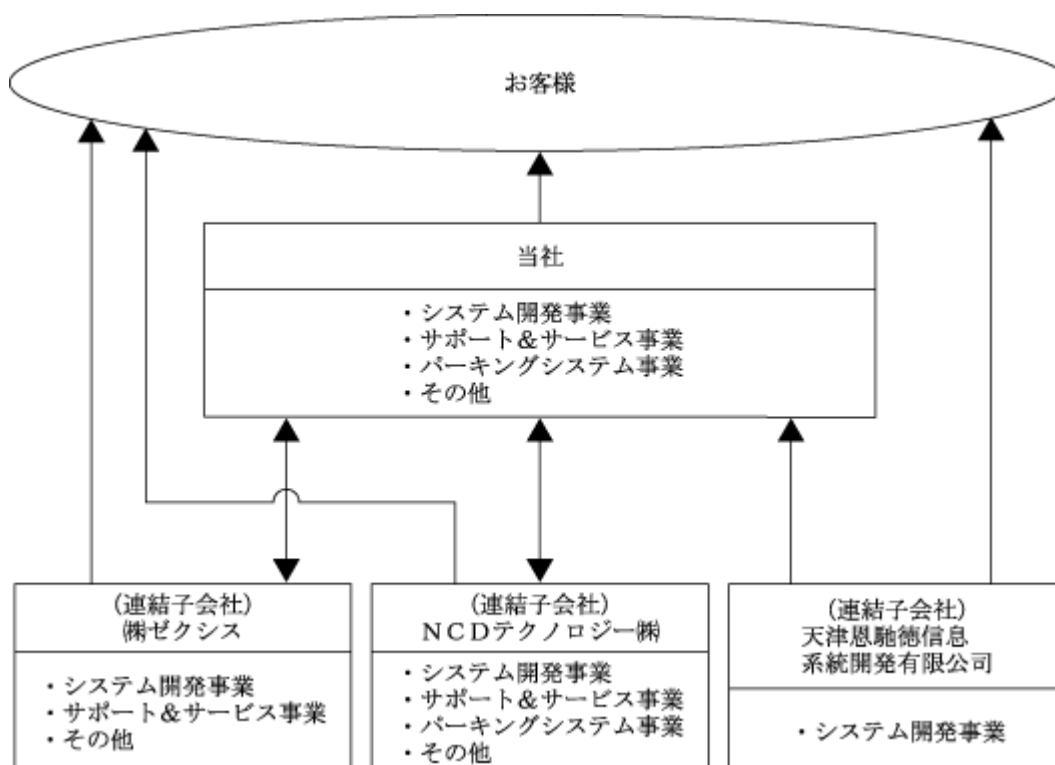 お客様
当社
・システム開発事業
・サポート＆サービス事業
・パーキングシステム事業
・その他
(連結子会社)
㈱ゼクシス
・システム開発事業
・サポート＆サービス事業
・その他
(連結子会社)
ＮＣＤテクノロジー㈱
・システム開発事業
・サポート＆サービス事業
・パーキングシステム事業
・その他
(連結子会社)
天津恩馳徳信息
系統開発有限公司
・システム開発事業